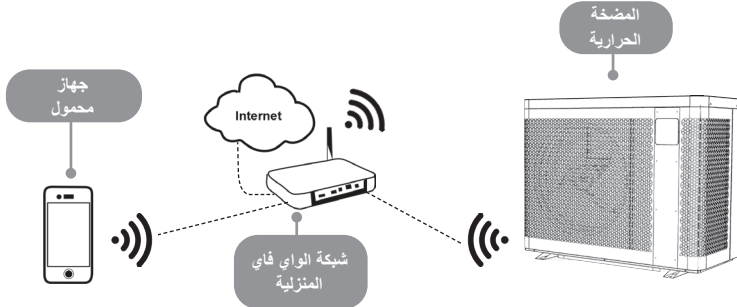 المضخة
الحرارية
جهاز
محمول
Internet
شبكة الواي فاي
المنزلية